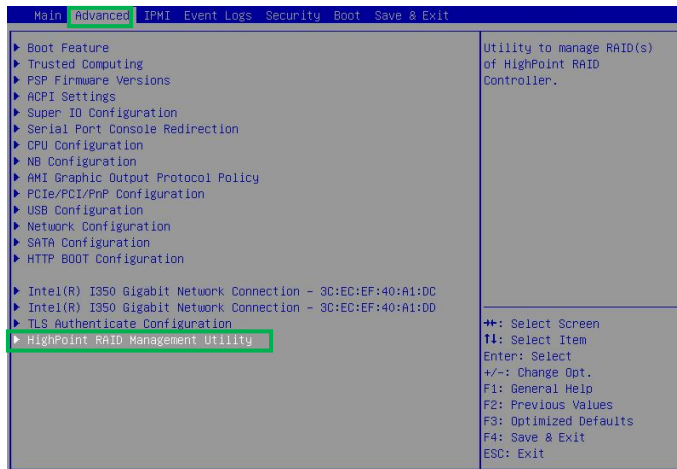 Main Advanced IPMI Event Logs Security Boot Save & Exit
Boot Feature
Trusted Computing
PSP Firmware Versions
ACPI Settings
Super IO Configuration
Serial Port Console Redirection
CPU Configuration
NB Configuration
AMI Graphic Output Protocol Policy
PCIe/PCI/PnP Configuration
USB Configuration
Network Configuration
SATA Configuration
HTTP BOOT Configuration
Intel(R) I350 Gigabit Network Connection - 3C:EC:EF:40:A1:DC
Intel(R) I350 Gigabit Network Connection - 3C:EC:EF:40:A1:DD
TLS Authenticate Configuration
HighPoint RAID Management Utility
Utility to manage RAID(s)
of HighPoint RAID
Controller.
→←: Select Screen
↑↓: Select Item
Enter: Select
+/-: Change Opt.
F1: General Help
F2: Previous Values
F3: Optimized Defaults
F4: Save & Exit
ESC: Exit